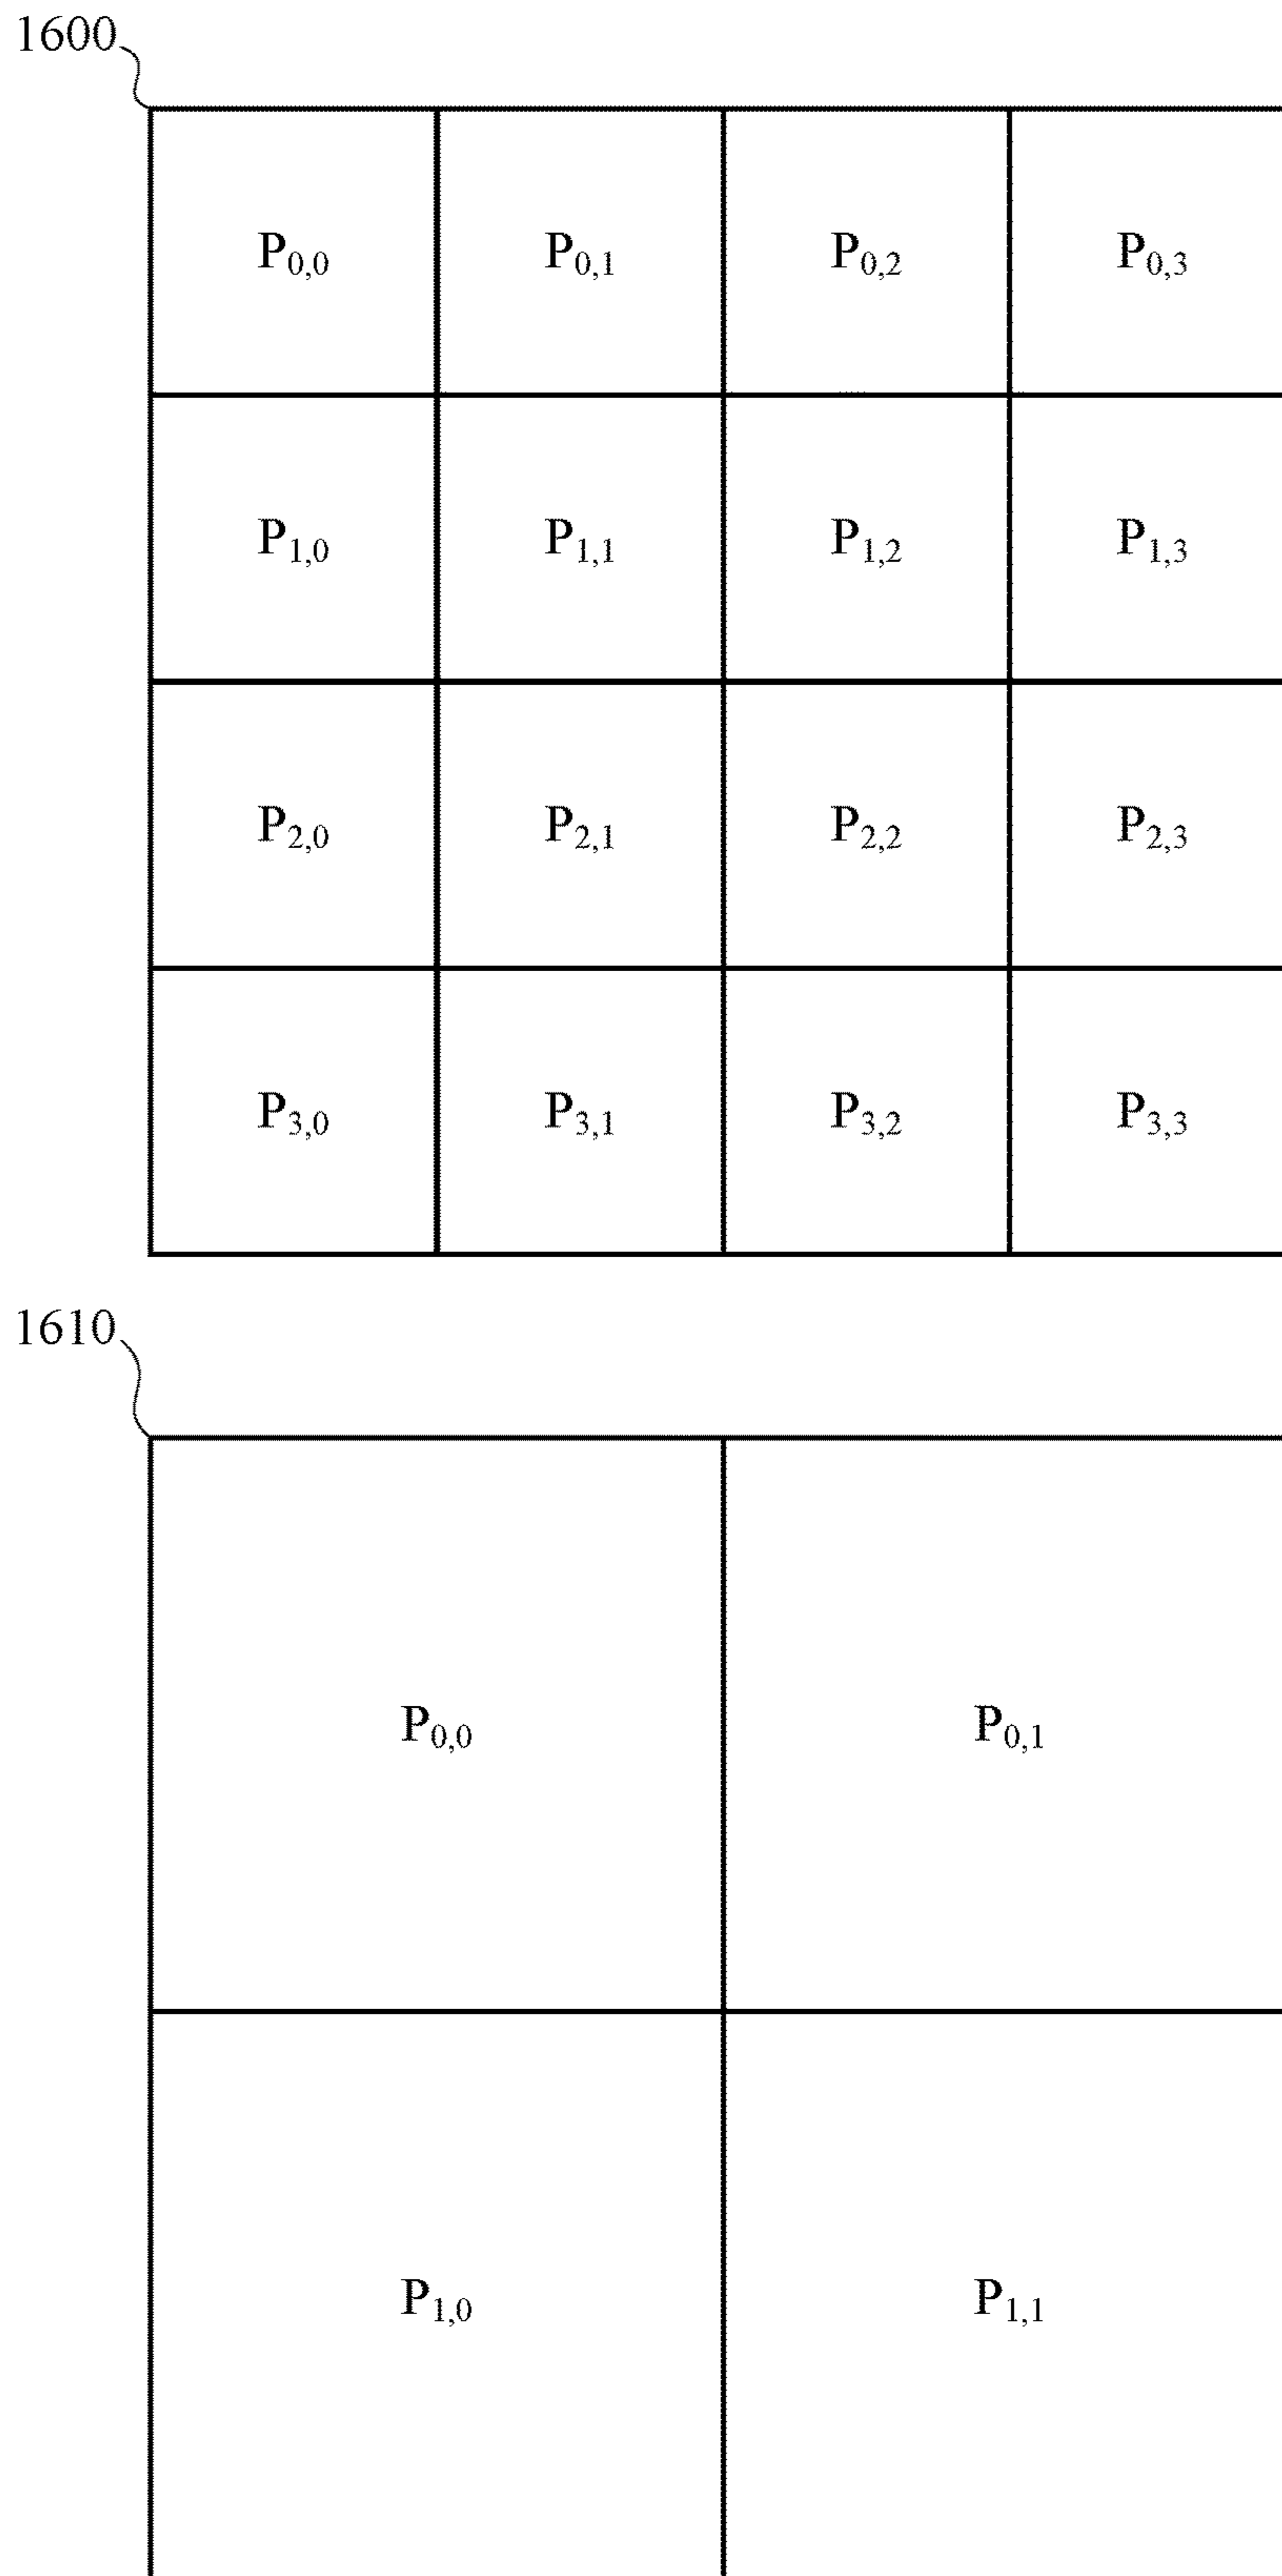 1600
P0,0 P0,1 P0,2 P0,3
P1,0 P1,1 P1,2 P1,3
P2,0 P2,1 P2,2 P2,3
P3,0 P3,1 P3,2 P3,3
1610
P0,0 P0,1
P1,0 P1,1